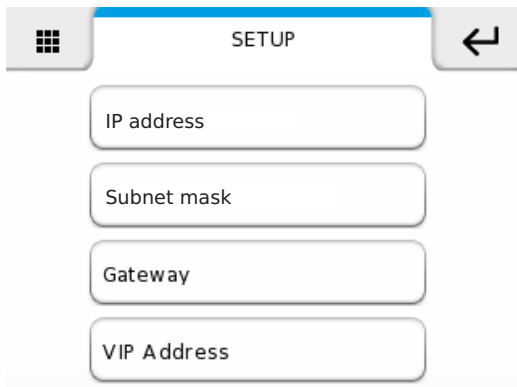 SETUP
IP address
Subnet mask
Gateway
VIP Address